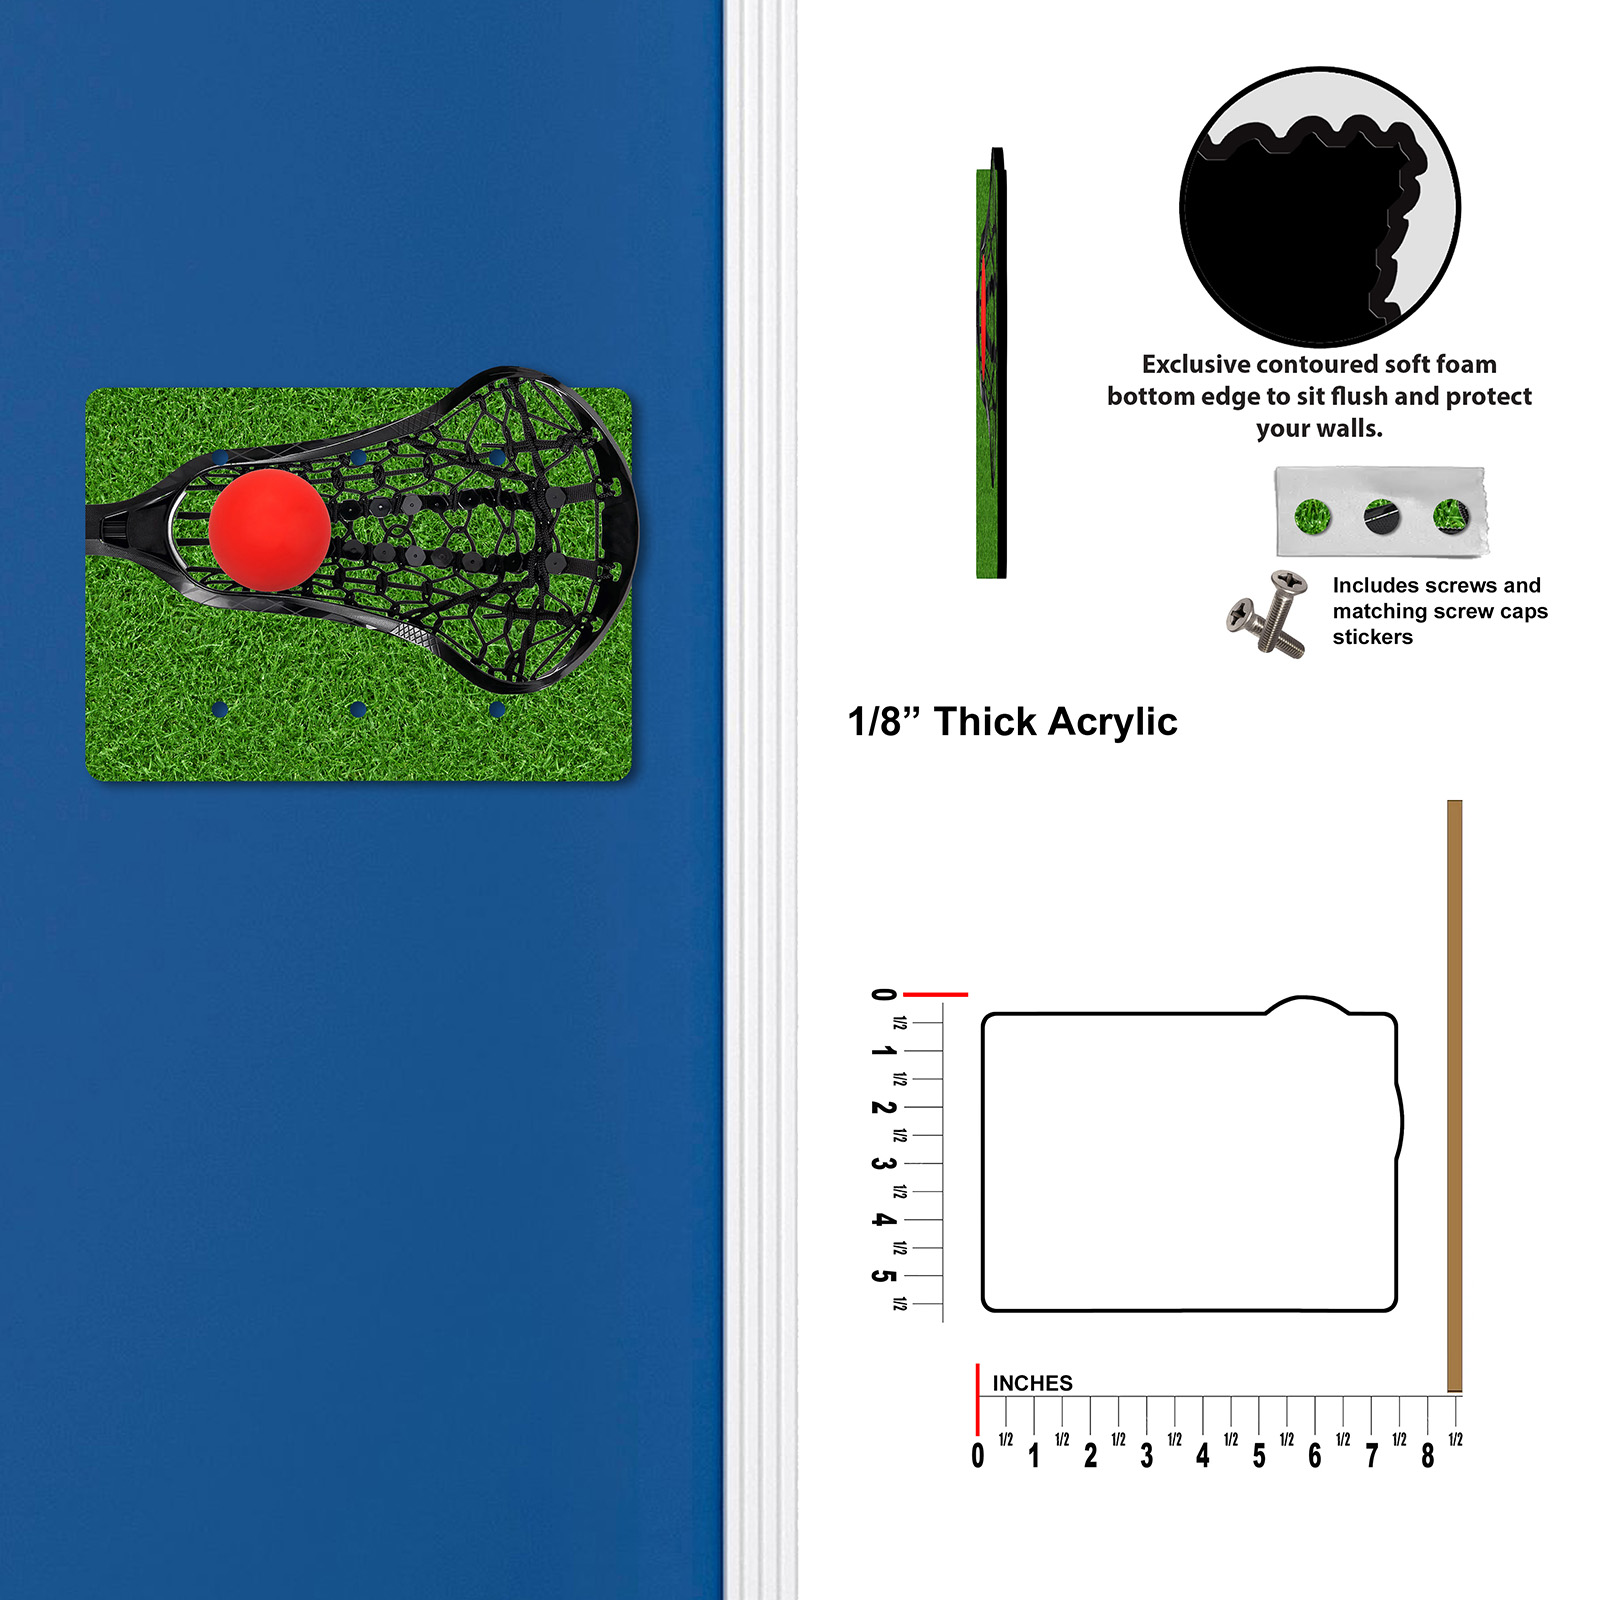 Exclusive contoured soft foam
bottom edge to sit flush and protect
your walls.
Includes screws and
matching screw caps
stickers
1/8” Thick Acrylic
0
1/2
1
1/2
2
1/2
3
1/2
4
1/2
5
1/2
INCHES
0 1/2 1 1/2 2 1/2 3 1/2 4 1/2 5 1/2 6 1/2 7 1/2 8 1/2